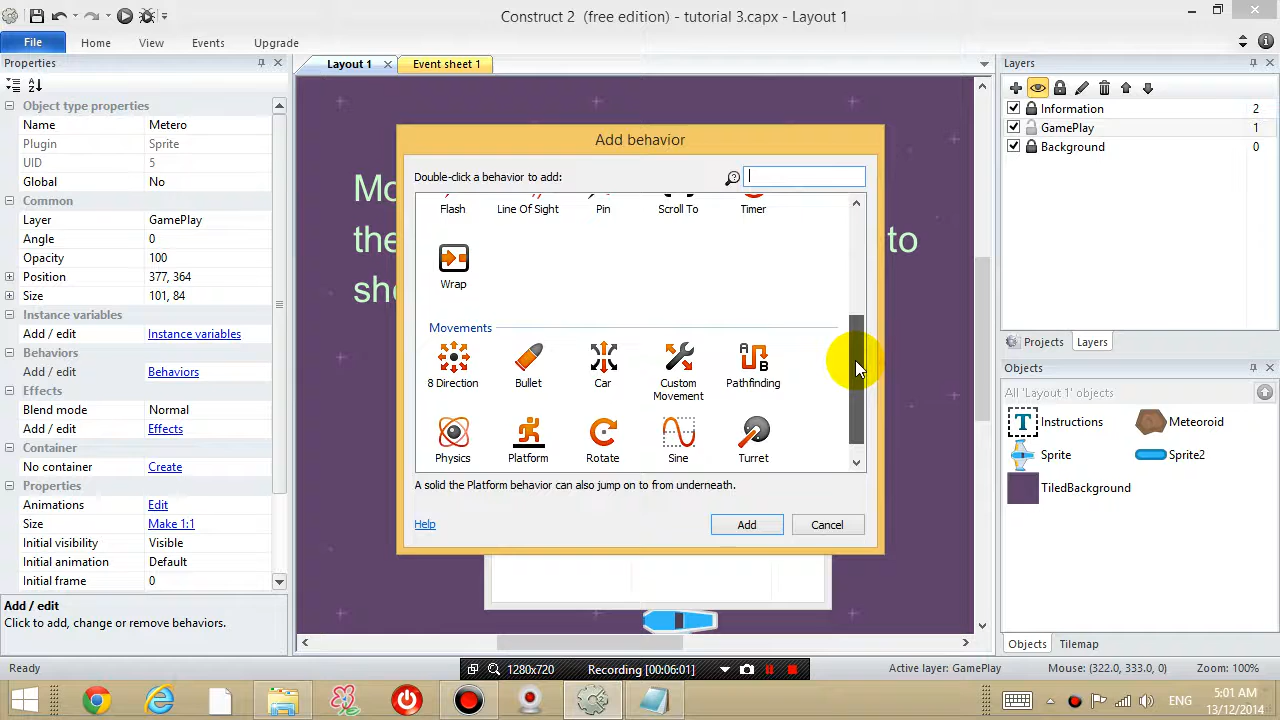 Construct 2  (free edition) - tutorial 3.capx - Layout 1
File
Home
View
Events
Upgrade
Properties
Object type properties
Name Metero
Plugin Sprite
UID 5
Global No
Common
Layer GamePlay
Angle 0
Opacity 100
Position 377, 364
Size 101, 84
Instance variables
Add / edit Instance variables
Behaviors
Add / edit Behaviors
Effects
Blend mode Normal
Add / edit Effects
Container
No container Create
Properties
Animations Edit
Size Make 1:1
Initial visibility Visible
Initial animation Default
Initial frame 0
Add / edit
Click to add, change or remove behaviors.
Layout 1
Event sheet 1
Mo
the
to
sh
Add behavior
Double-click a behavior to add:
Flash
Line Of Sight
Pin
Scroll To
Timer
Wrap
Movements
8 Direction
Bullet
Car
Custom
Movement
Pathfinding
Physics
Platform
Rotate
Sine
Turret
A solid the Platform behavior can also jump on to from underneath.
Help
Add
Cancel
Layers
Information 2
GamePlay 1
Background 0
Projects
Layers
Objects
All 'Layout 1' objects
T Instructions
Meteoroid
Sprite
Sprite2
TiledBackground
Objects
Tilemap
Ready
1280x720
Recording [00:06:01]
Active layer: GamePlay
Mouse: (322.0, 333.0, 0)
Zoom: 100%
ENG
5:01 AM
13/12/2014